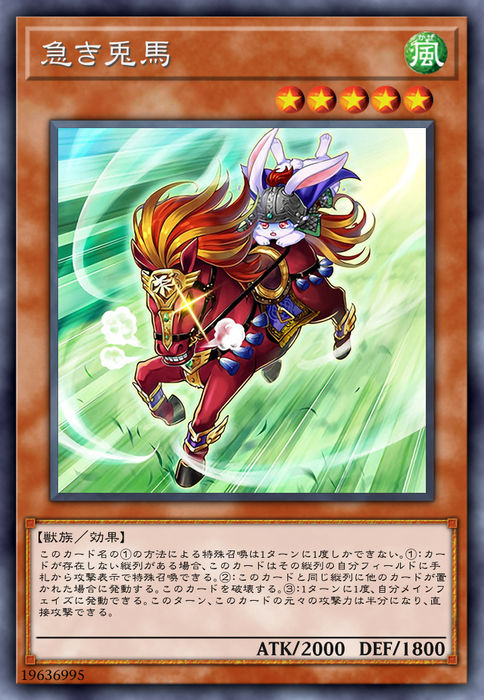 急き兎馬
かぜ
風
【獣族／効果】
このカード名の①の方法による特殊召喚は1ターンに1度しかできない。①:カー
ドが存在しない縦列がある場合、このカードはその縦列の自分フィールドに手
札から攻撃表示で特殊召喚できる。②:このカードと同じ縦列に他のカードが置
かれた場合に発動する。このカードを破壊する。③:1ターンに1度、自分メインフ
ェイズに発動できる。このターン、このカードの元々の攻撃力は半分になり、直
接攻撃できる。
ATK/2000 DEF/1800
19636995